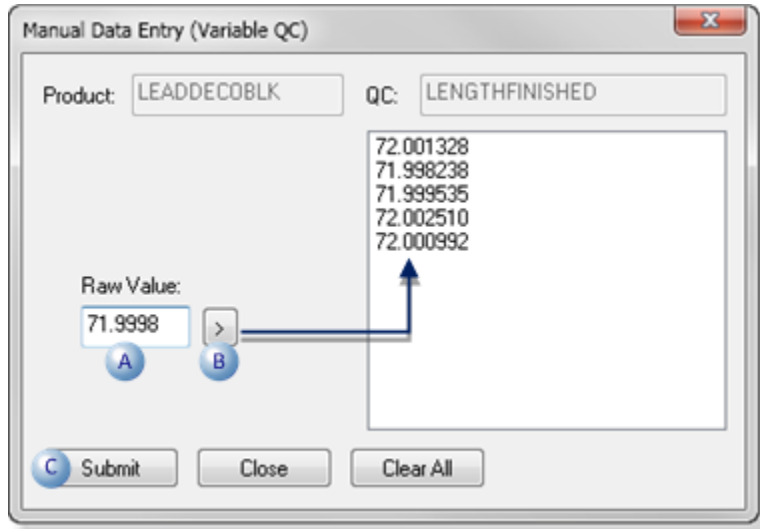 Manual Data Entry (Variable QC)
Product: LEADDECOBLK QC: LENGTHFINISHED
72.001328
71.998238
71.999535
72.002510
72.000992
Raw Value:
71.9998 >
A B
C Submit Close Clear All